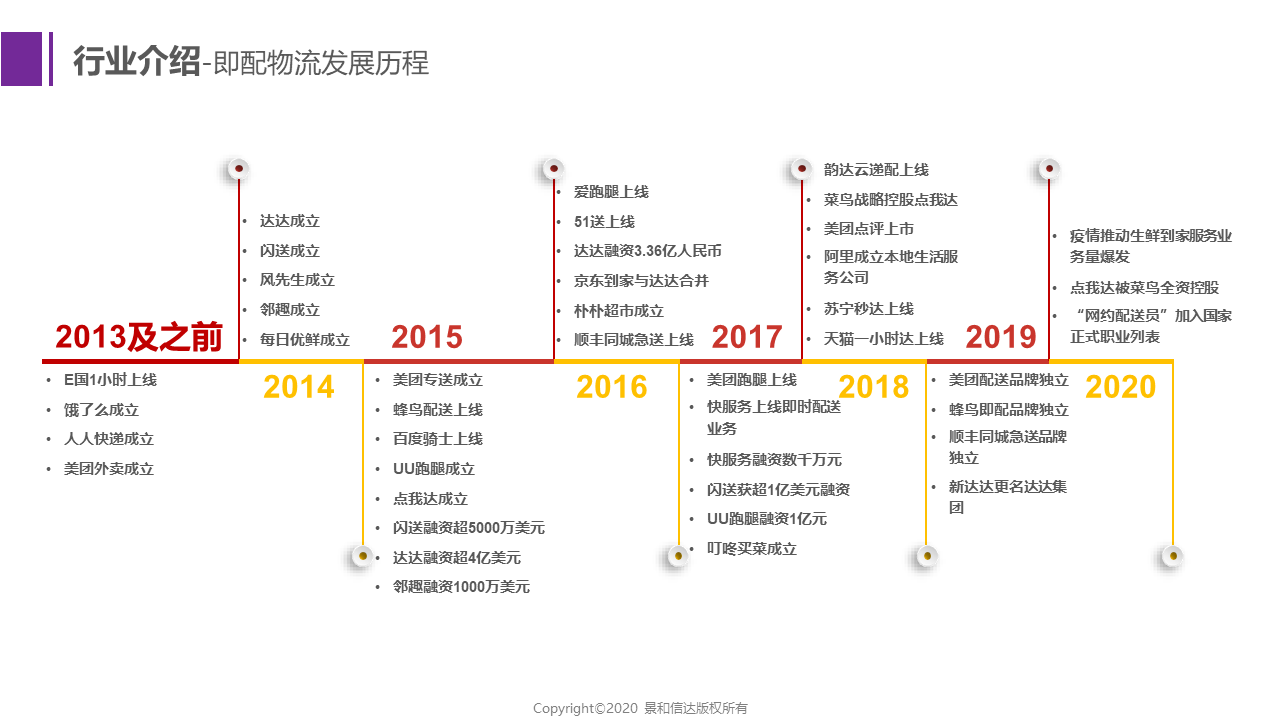 行业介绍-即配物流发展历程
2013及之前
E国1小时上线
饿了么成立
人人快递成立
美团外卖成立
达达成立
闪送成立
风先生成立
邻趣成立
每日优鲜成立
2014
2015
美团专送成立
蜂鸟配送上线
百度骑士上线
UU跑腿成立
点我达成立
闪送融资超5000万美元
达达融资超4亿美元
邻趣融资1000万美元
爱跑腿上线
51送上线
达达融资3.36亿人民币
京东到家与达达合并
朴朴超市成立
顺丰同城急送上线
2016
2017
美团跑腿上线
快服务上线即时配送
业务
快服务融资数千万元
闪送获超1亿美元融资
UU跑腿融资1亿元
叮咚买菜成立
韵达云递配上线
菜鸟战略控股点我达
美团点评上市
阿里成立本地生活服
务公司
苏宁秒达上线
天猫一小时达上线
2018
2019
美团配送品牌独立
蜂鸟即配品牌独立
顺丰同城急送品牌
独立
新达达更名达达集
团
疫情推动生鲜到家服务业
务量爆发
点我达被菜鸟全资控股
“网约配送员”加入国家
正式职业列表
2020
Copyright©2020 景和信达版权所有